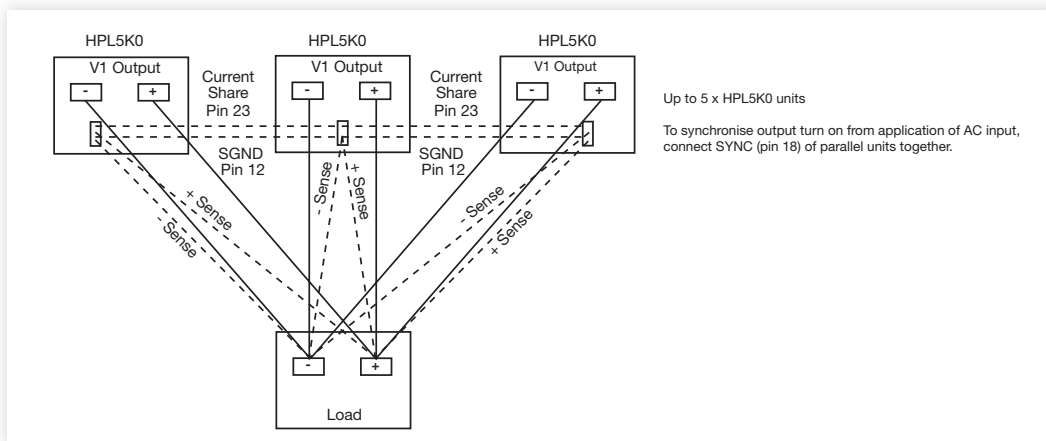 HPL5K0 HPL5K0 HPL5K0
V1 Output V1 Output V1 Output
- + - + - +
Current
Share
Pin 23
Current
Share
Pin 23
SGND
Pin 12
SGND
Pin 12
Up to 5 x HPL5K0 units
To synchronise output turn on from application of AC input,
connect SYNC (pin 18) of parallel units together.
+ Sense
- Sense
- Sense
+ Sense
- Sense
+ Sense
- +
Load